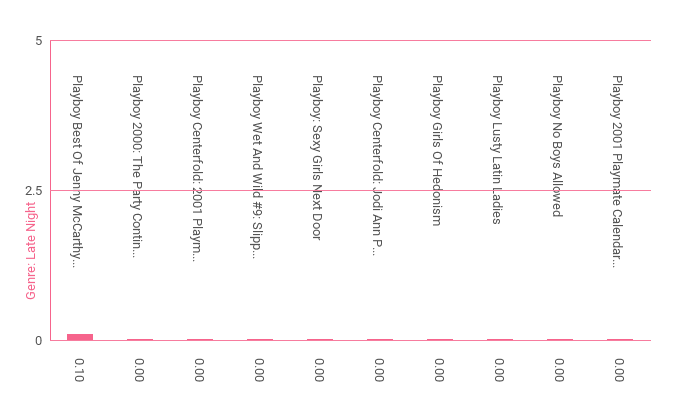 5
2.5
0
Genre: Late Night
Playboy Best Of Jenny McCarthy...
Playboy 2000: The Party Contin...
Playboy Centerfold: 2001 Playm...
Playboy Wet And Wild #9: Slipp...
Playboy: Sexy Girls Next Door
Playboy Centerfold: Jodi Ann P...
Playboy Girls Of Hedonism
Playboy Lusty Latin Ladies
Playboy No Boys Allowed
Playboy 2001 Playmate Calendar...
0.10
0.00
0.00
0.00
0.00
0.00
0.00
0.00
0.00
0.00